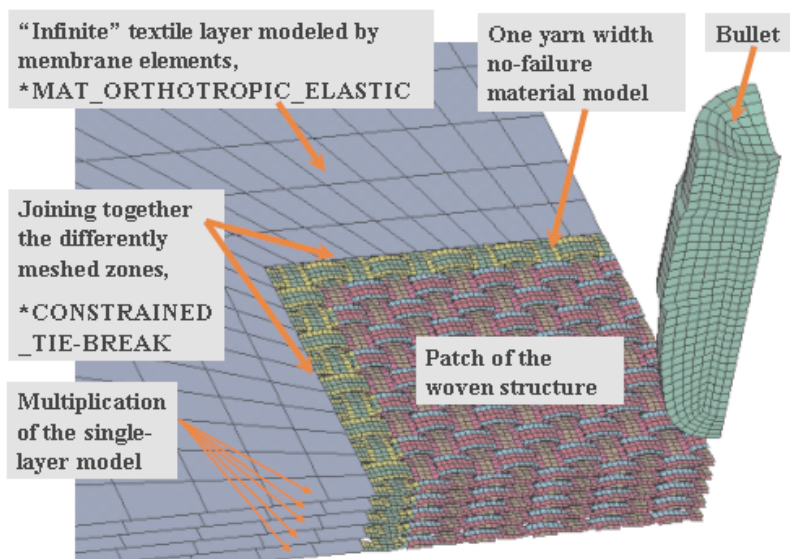 “Infinite” textile layer modeled by
membrane elements,
*MAT_ORTHOTROPIC_ELASTIC
One yarn width
no-failure
material model
Bullet
Joining together
the differently
meshed zones,
*CONSTRAINED
_TIE-BREAK
Patch of the
woven structure
Multiplication
of the single-
layer model